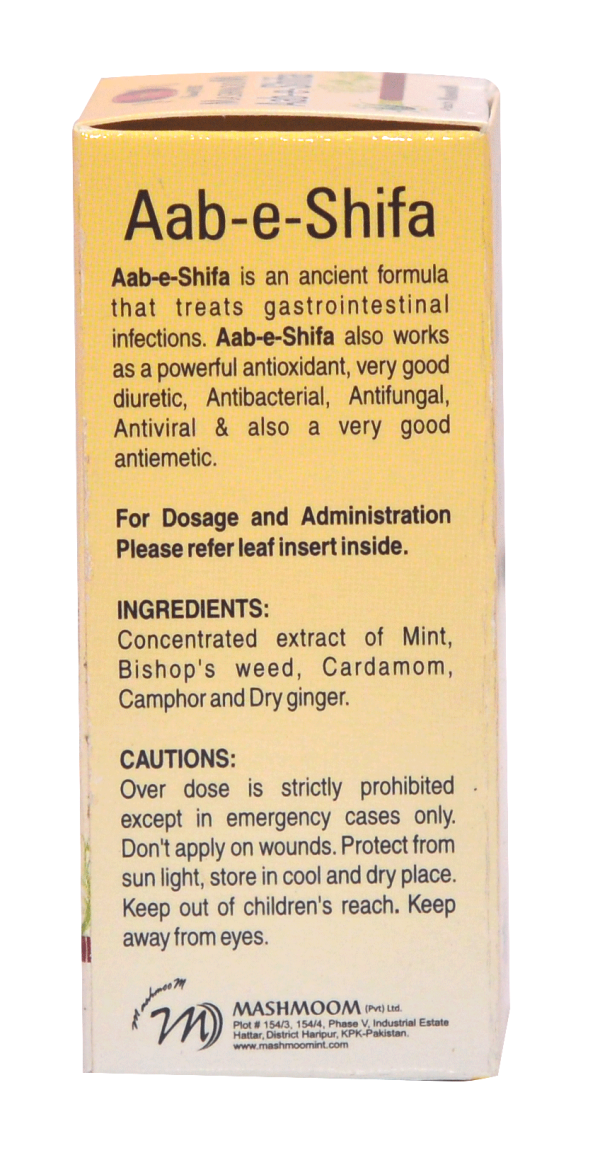 Aab-e-Shifa
Aab-e-Shifa is an ancient formula
that treats gastrointestinal
infections. Aab-e-Shifa also works
as a powerful antioxidant, very good
diuretic, Antibacterial, Antifungal,
Antiviral & also a very good
antiemetic.
For Dosage and Administration
Please refer leaf insert inside.
INGREDIENTS:
Concentrated extract of Mint,
Bishop's weed, Cardamom,
Camphor and Dry ginger.
CAUTIONS:
Over dose is strictly prohibited
except in emergency cases only.
Don't apply on wounds. Protect from
sun light, store in cool and dry place.
Keep out of children's reach. Keep
away from eyes.
Mashmoom
MASHMOOM (Pvt) Ltd.
Plot # 154/3, 154/4, Phase V, Industrial Estate
Hattar, District Haripur, KPK-Pakistan.
www.mashmoomint.com